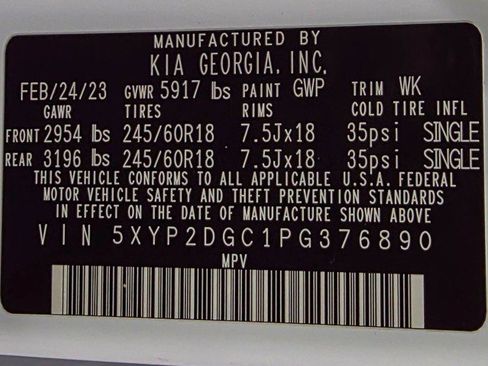 MANUFACTURED BY
KIA GEORGIA, INC.
FEB/24/23 GVWR 5917 lbs PAINT GWP TRIM WK
GAWR TIRES RIMS COLD TIRE INFL
FRONT 2954 lbs 245/60R18 7.5Jx18 35psi SINGLE
REAR 3196 lbs 245/60R18 7.5Jx18 35psi SINGLE
THIS VEHICLE CONFORMS TO ALL APPLICABLE U.S.A. FEDERAL
MOTOR VEHICLE SAFETY AND THEFT PREVENTION STANDARDS
IN EFFECT ON THE DATE OF MANUFACTURE SHOWN ABOVE
VIN 5XYP2DGC1PG376890
MPV